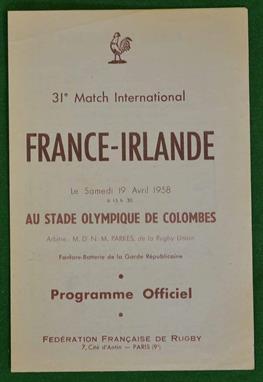 31e Match International
FRANCE-IRLANDE
Le Samedi 19 Avril 1958
à 15 h. 30
AU STADE OLYMPIQUE DE COLOMBES
Arbitre: M. Dr N. M. PARKES, de la Rugby Union
Fanfare-Batterie de la Garde Républicaine
Programme Officiel
FEDÉRATION FRANÇAISE DE RUGBY
7, Cité d'Antin — PARIS (9e)